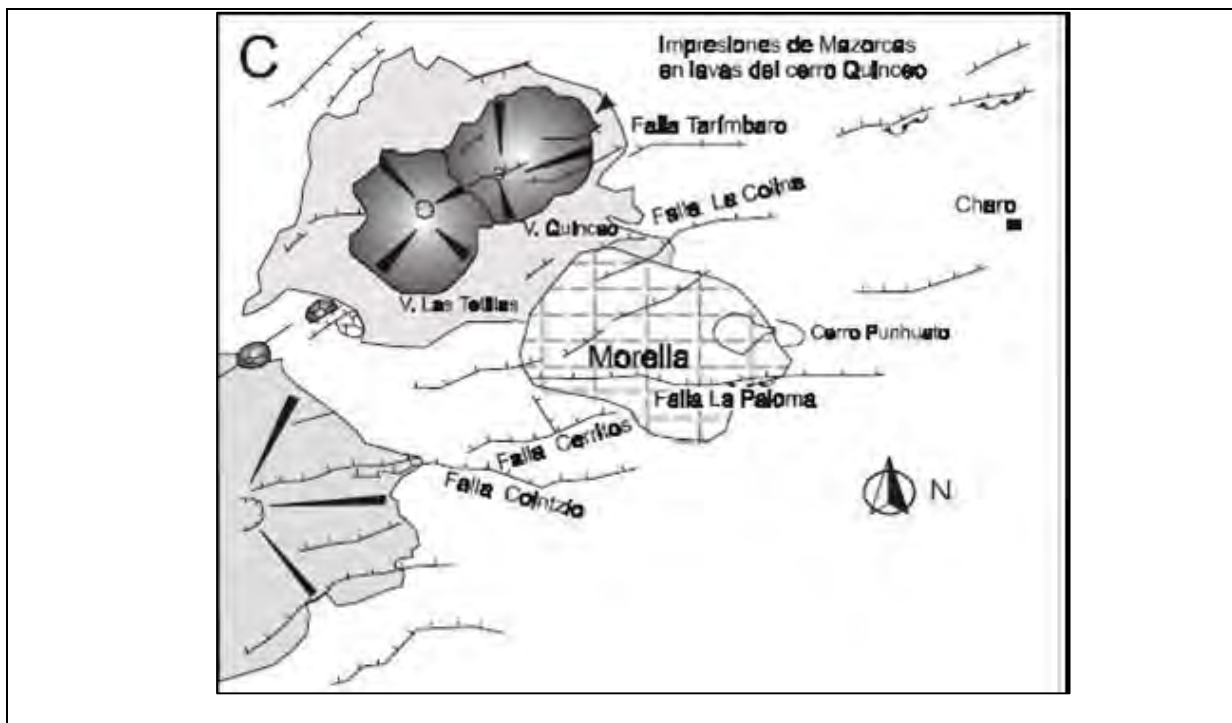 C
Impresiones de Mazorcas
en lavas del cerro Quinceo
Falla Tarímbaro
Falla La Colina
Charo
V. Quinceo
V. Las Tetillas
Cerro Punhuato
Morelia
Falla La Paloma
Falla Cerritos
Falla Cointzio
N